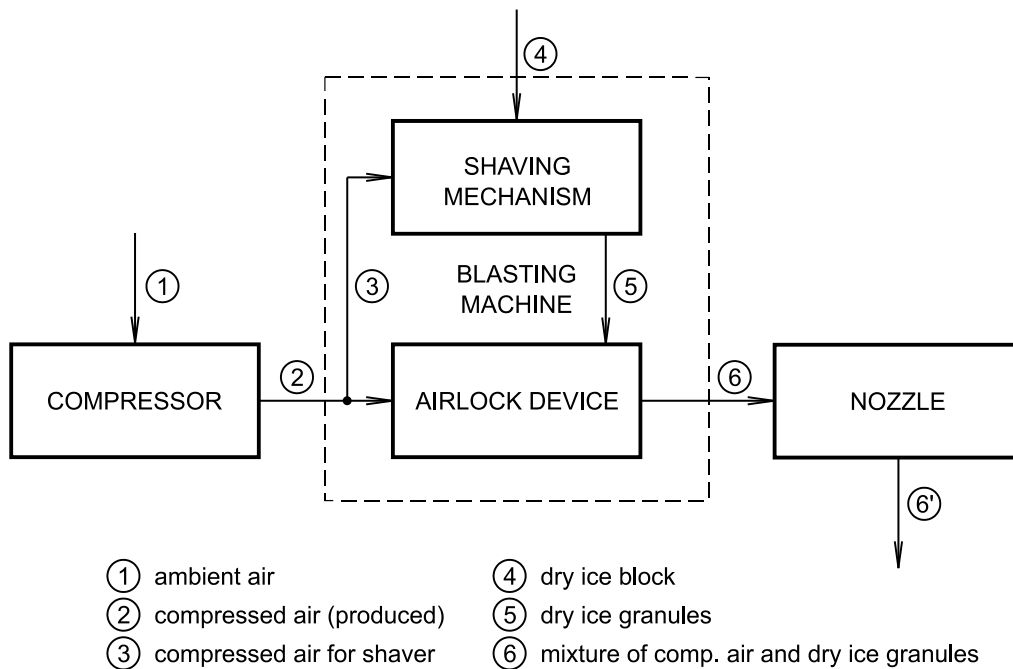 ④
SHAVING
MECHANISM
①
③
BLASTING
MACHINE
⑤
②
⑥
COMPRESSOR
AIRLOCK DEVICE
NOZZLE
⑥'
① ambient air
② compressed air (produced)
③ compressed air for shaver
④ dry ice block
⑤ dry ice granules
⑥ mixture of comp. air and dry ice granules